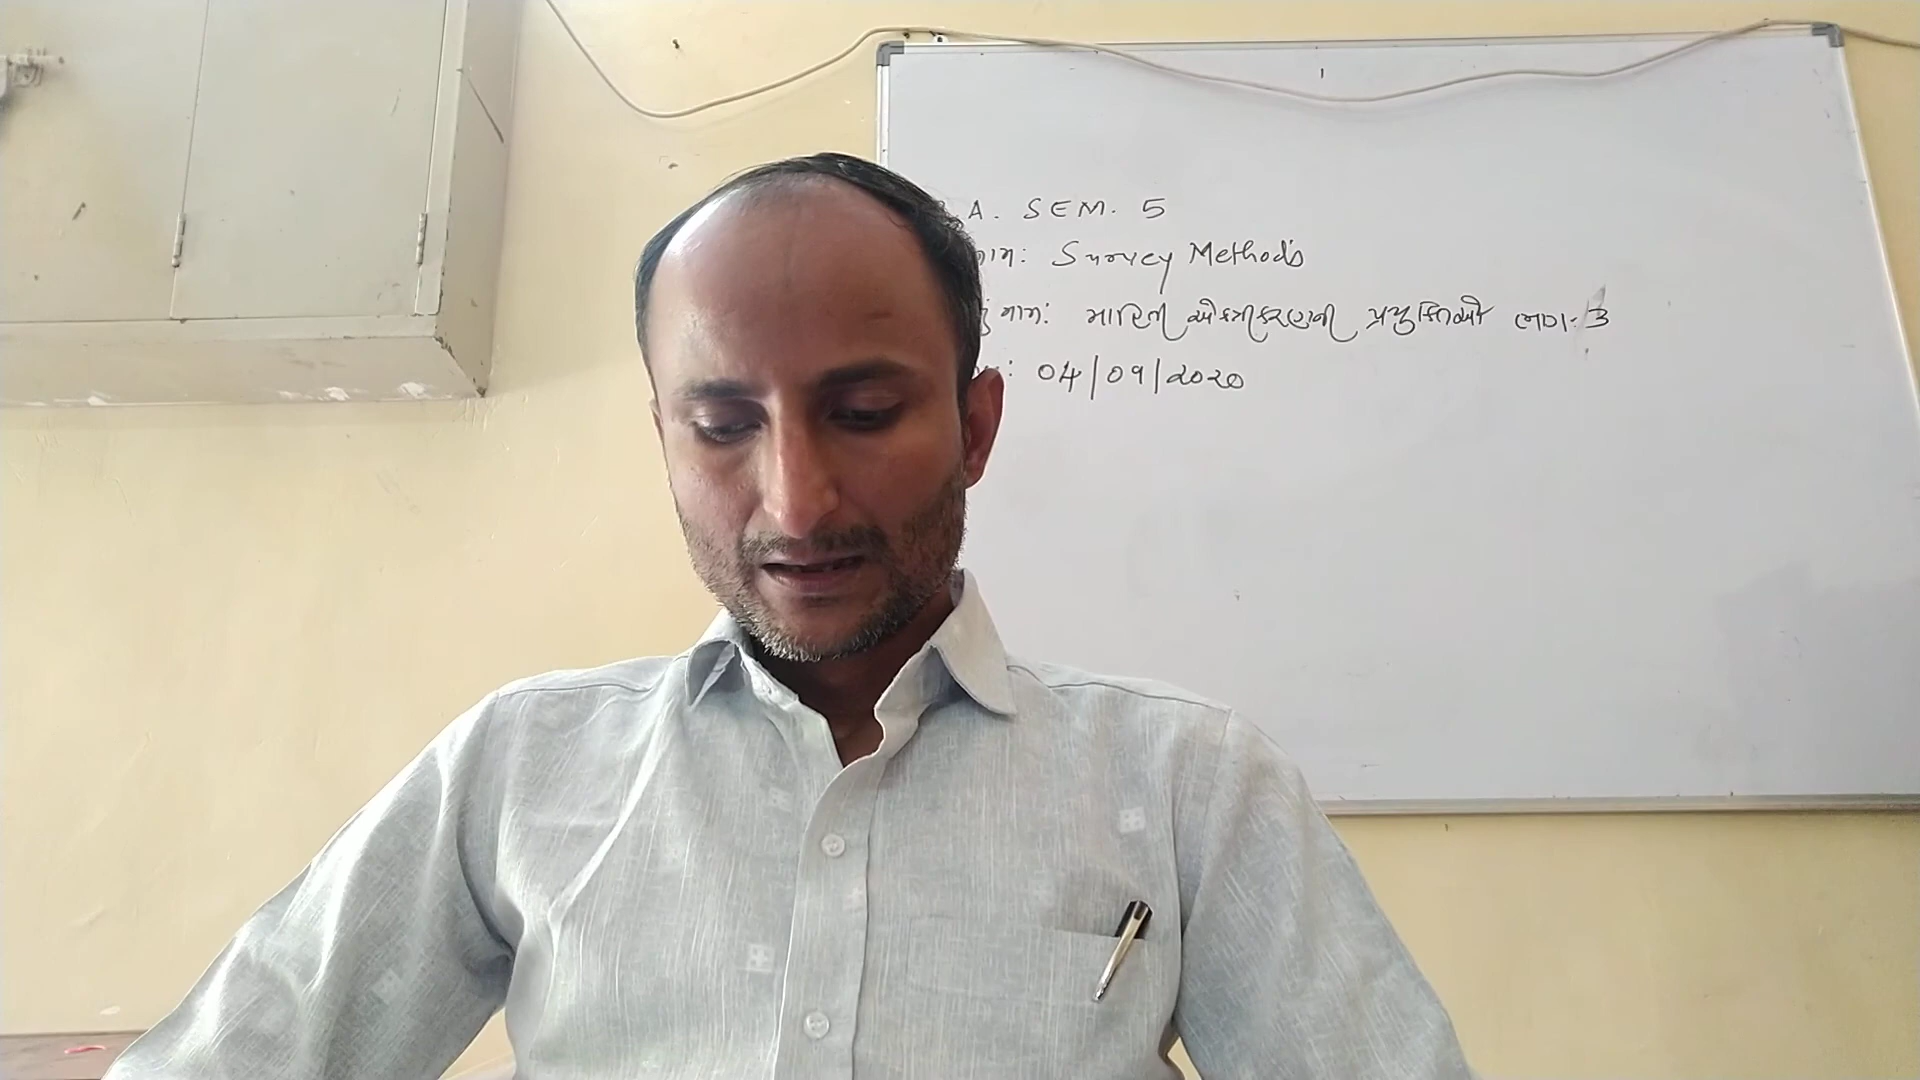 A. SEM. 5
નામ: Survey Methods
નામ: માહિતી એકત્રીકરણની પ્રયુક્તિઓ ભાગ-3
: 04/09/2020